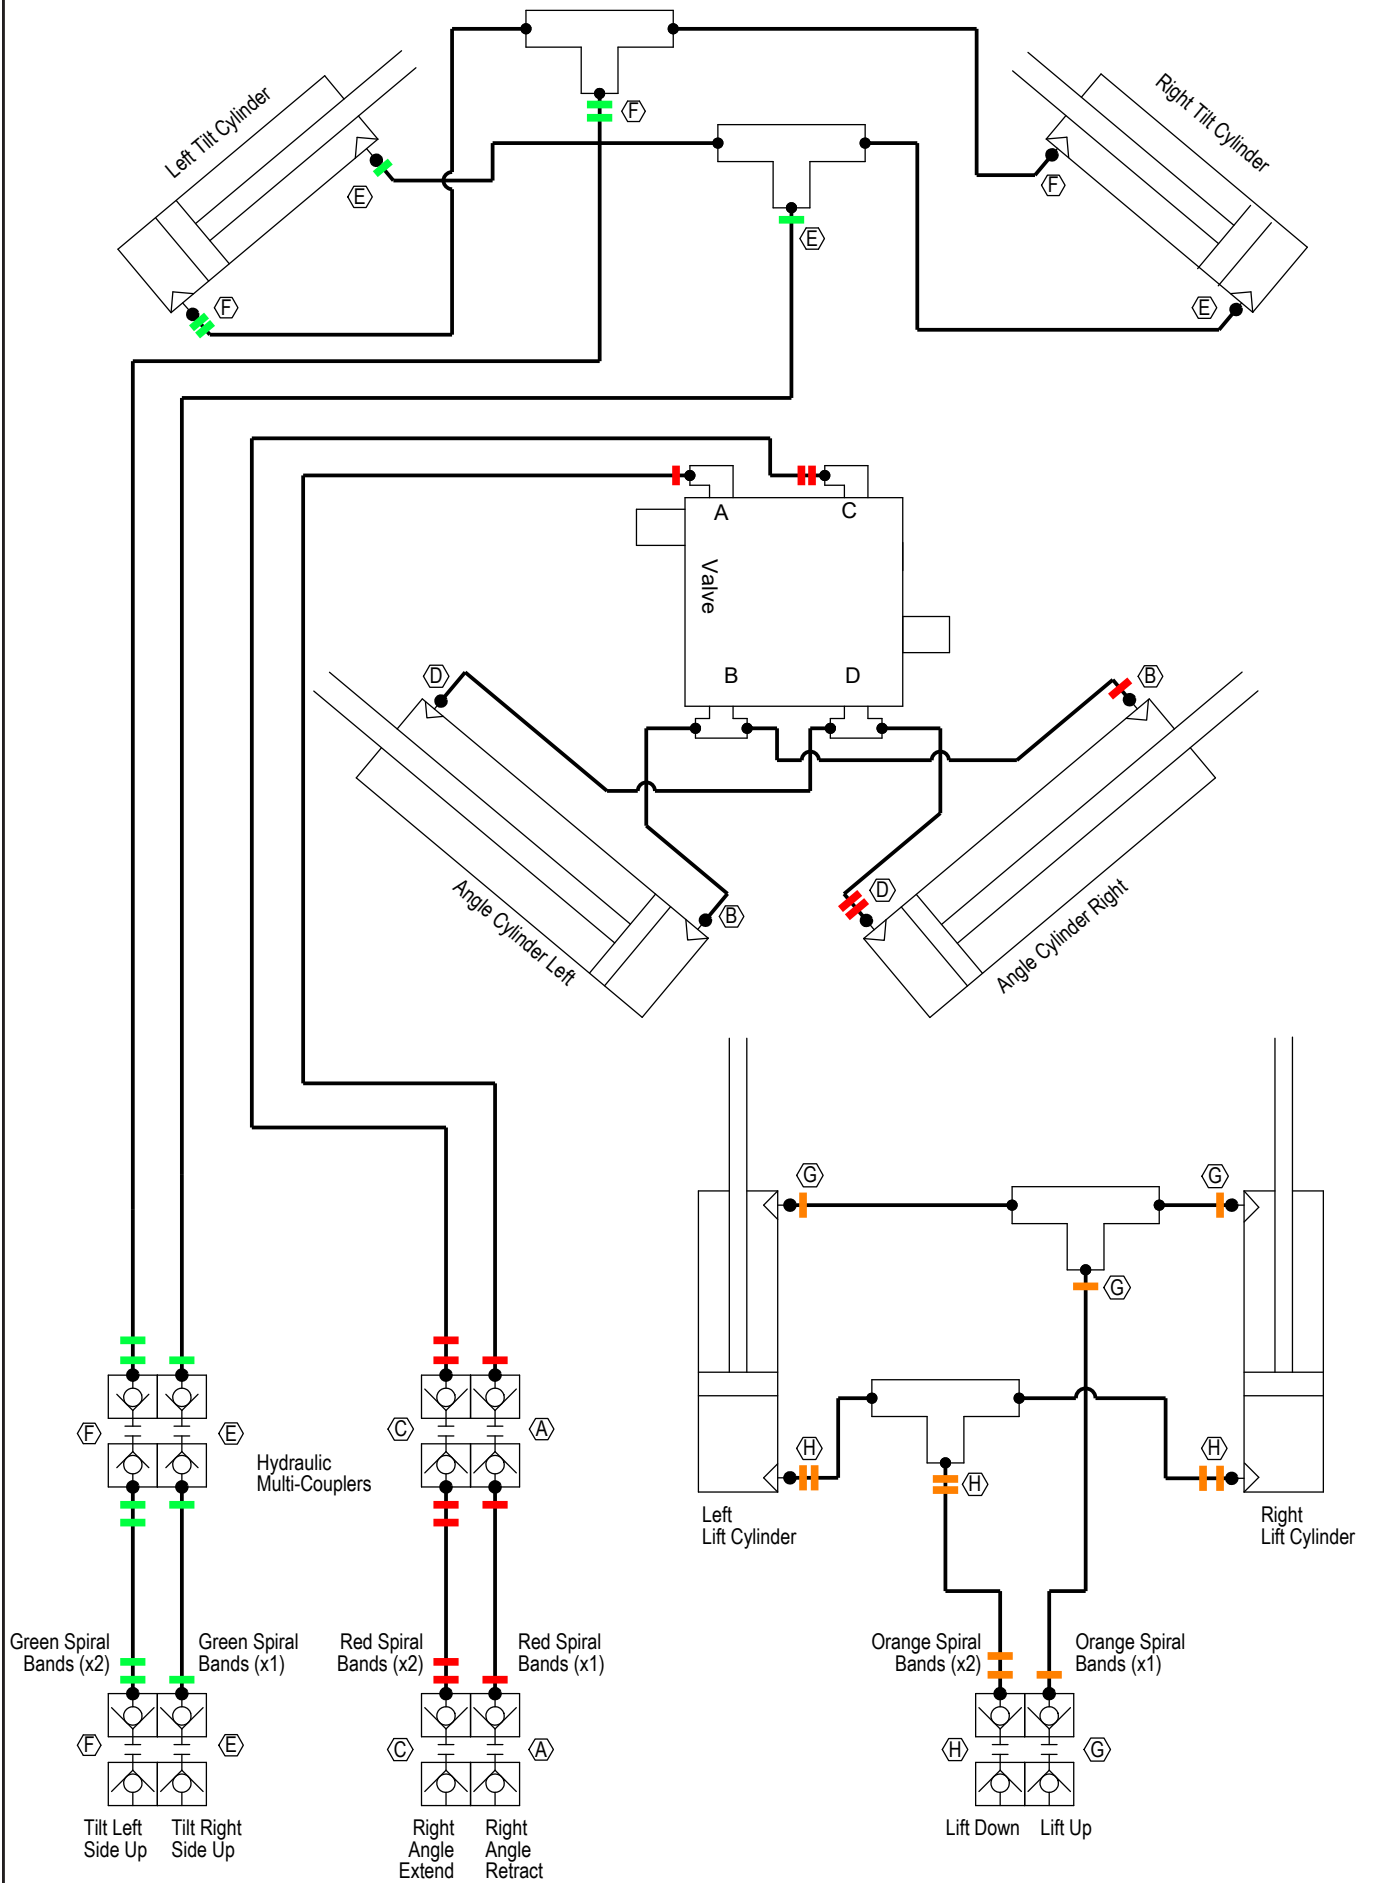 Left Tilt Cylinder
Right Tilt Cylinder
F
E
F
E
F
E
A
C
Valve
B
D
D
B
B
D
Angle Cylinder Left
Angle Cylinder Right
G
G
G
H
H
H
Left
Lift Cylinder
Right
Lift Cylinder
F
E
C
A
Hydraulic
Multi-Couplers
Green Spiral
Bands (x2)
Green Spiral
Bands (x1)
Red Spiral
Bands (x2)
Red Spiral
Bands (x1)
Orange Spiral
Bands (x2)
Orange Spiral
Bands (x1)
F
E
C
A
H
G
Tilt Left
Side Up
Tilt Right
Side Up
Right
Angle
Extend
Right
Angle
Retract
Lift Down
Lift Up